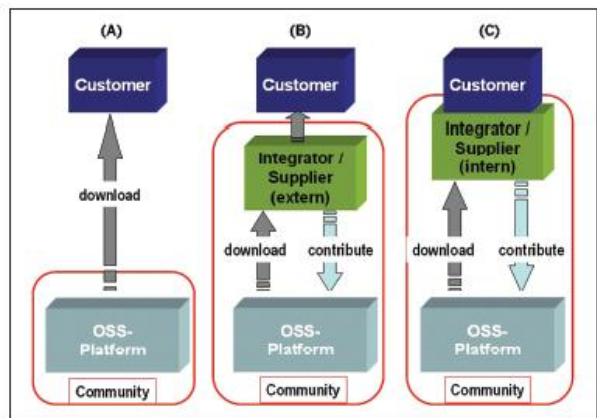 (A)
Customer
download
OSS-
Platform
Community
(B)
Customer
Integrator /
Supplier
(extern)
download
contribute
OSS-
Platform
Community
(C)
Customer
Integrator /
Supplier
(intern)
download
contribute
OSS-
Platform
Community